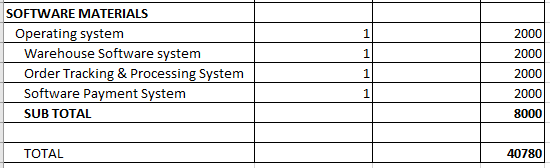 SOFTWARE MATERIALS
Operating system 1 2000
Warehouse Software system 1 2000
Order Tracking & Processing System 1 2000
Software Payment System 1 2000
SUB TOTAL 8000
TOTAL 40780